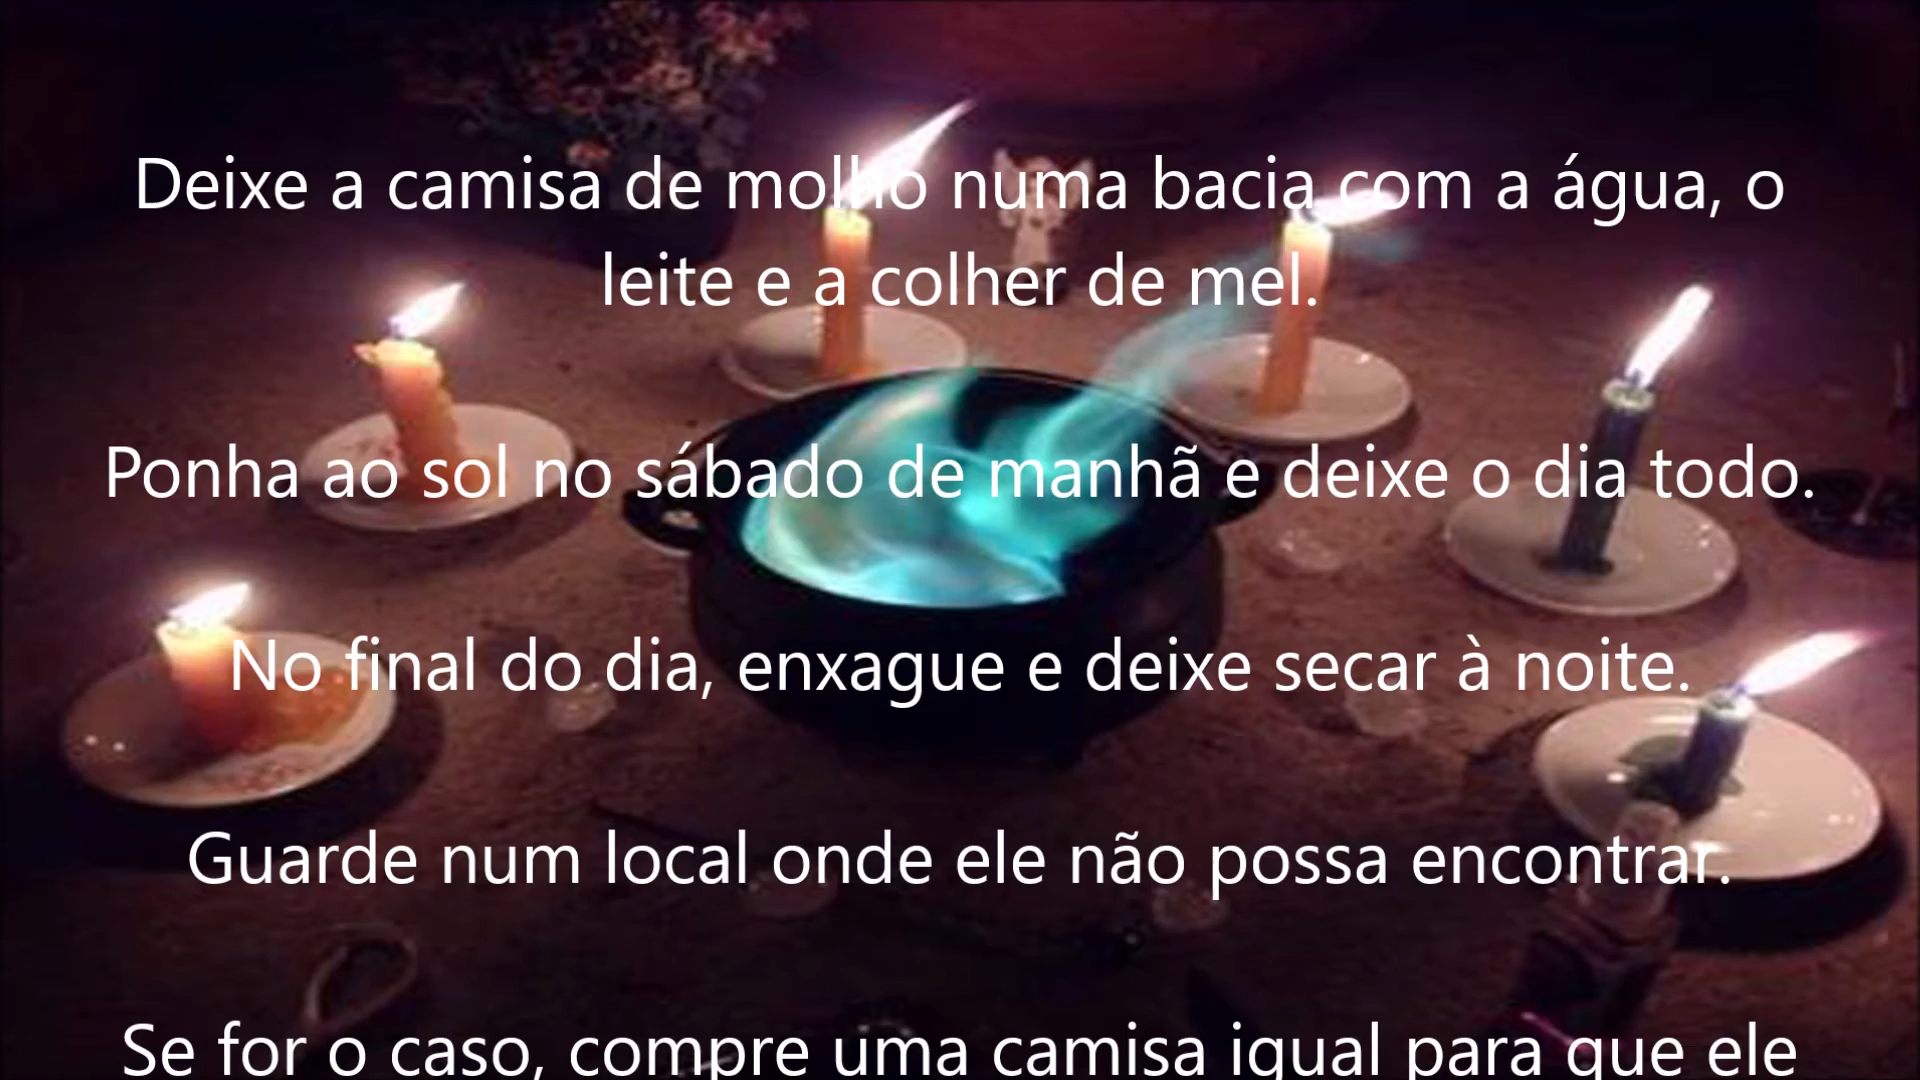 Deixe a camisa de molho numa bacia com a água, o
leite e a colher de mel.
Ponha ao sol no sábado de manhã e deixe o dia todo.
No final do dia, enxague e deixe secar à noite.
Guarde num local onde ele não possa encontrar.
Se for o caso, compre uma camisa igual para que ele